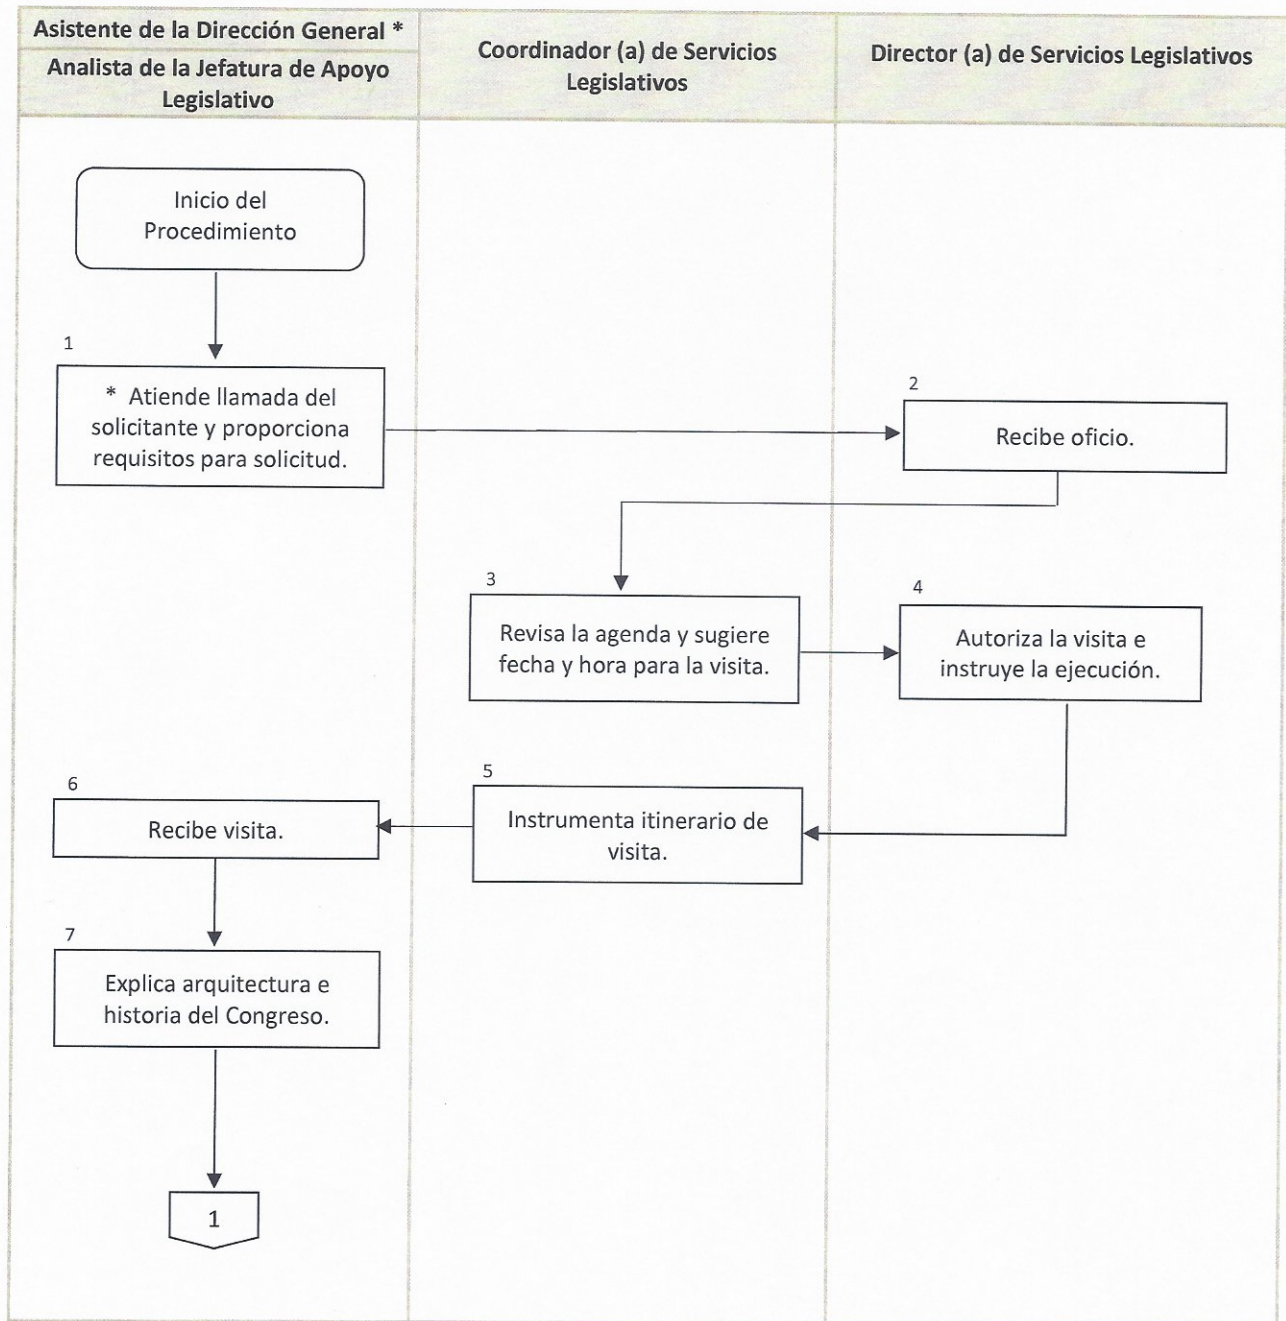 Asistente de la Dirección General *
Analista de la Jefatura de Apoyo
Legislativo
Coordinador (a) de Servicios
Legislativos
Director (a) de Servicios Legislativos
Inicio del
Procedimiento
1
* Atiende llamada del
solicitante y proporciona
requisitos para solicitud.
2
Recibe oficio.
3
Revisa la agenda y sugiere
fecha y hora para la visita.
4
Autoriza la visita e
instruye la ejecución.
5
Instrumenta itinerario de
visita.
6
Recibe visita.
7
Explica arquitectura e
historia del Congreso.
1